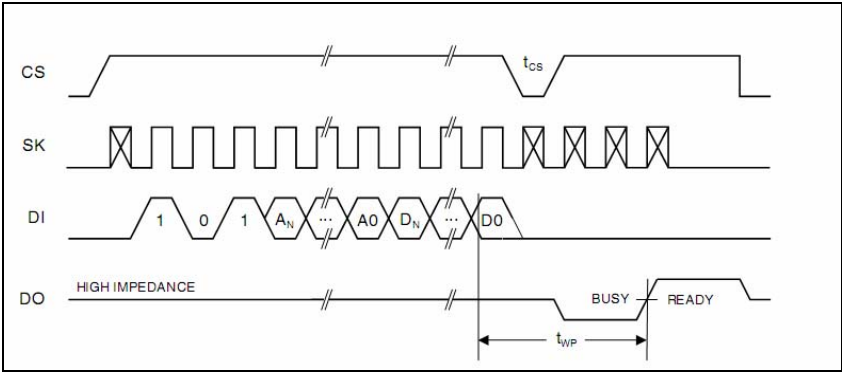 CS
t_CS
SK
DI
1 0 1 A_N ... A0 D_N ... D0
HIGH IMPEDANCE
DO
BUSY READY
t_WP